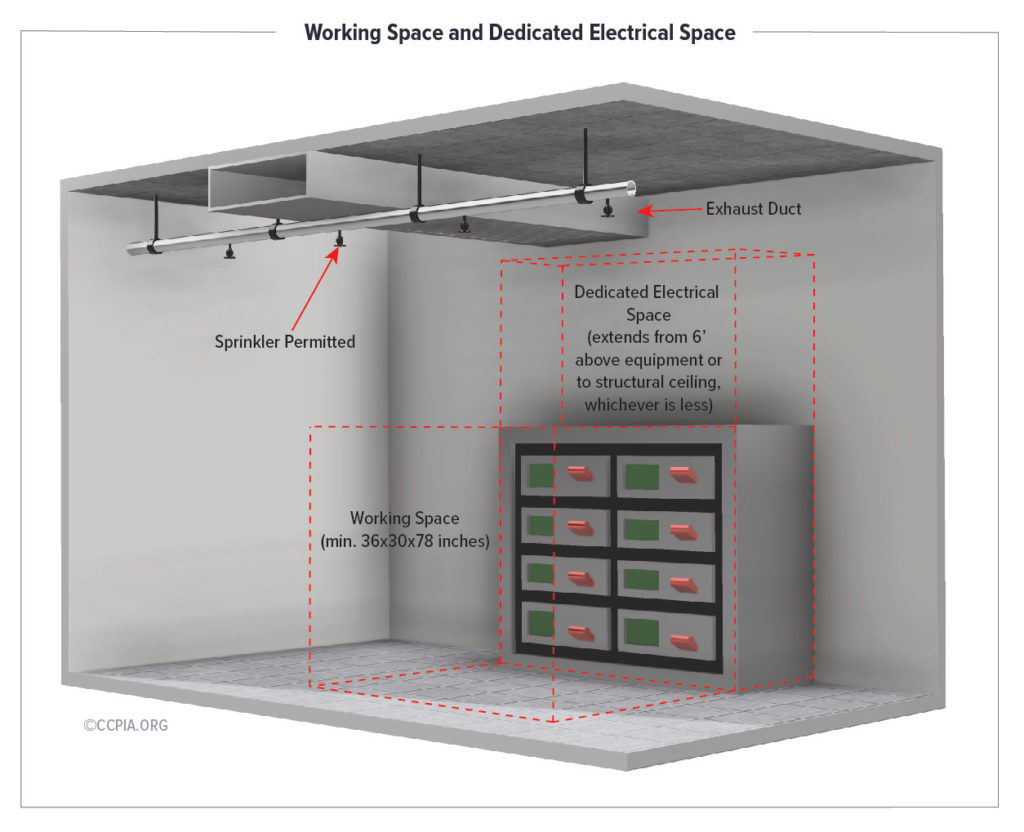 Working Space and Dedicated Electrical Space
Exhaust Duct
Dedicated Electrical
Space
(extends from 6’
above equipment or
to structural ceiling,
whichever is less)
Sprinkler Permitted
Working Space
(min. 36x30x78 inches)
©CCPIA.ORG